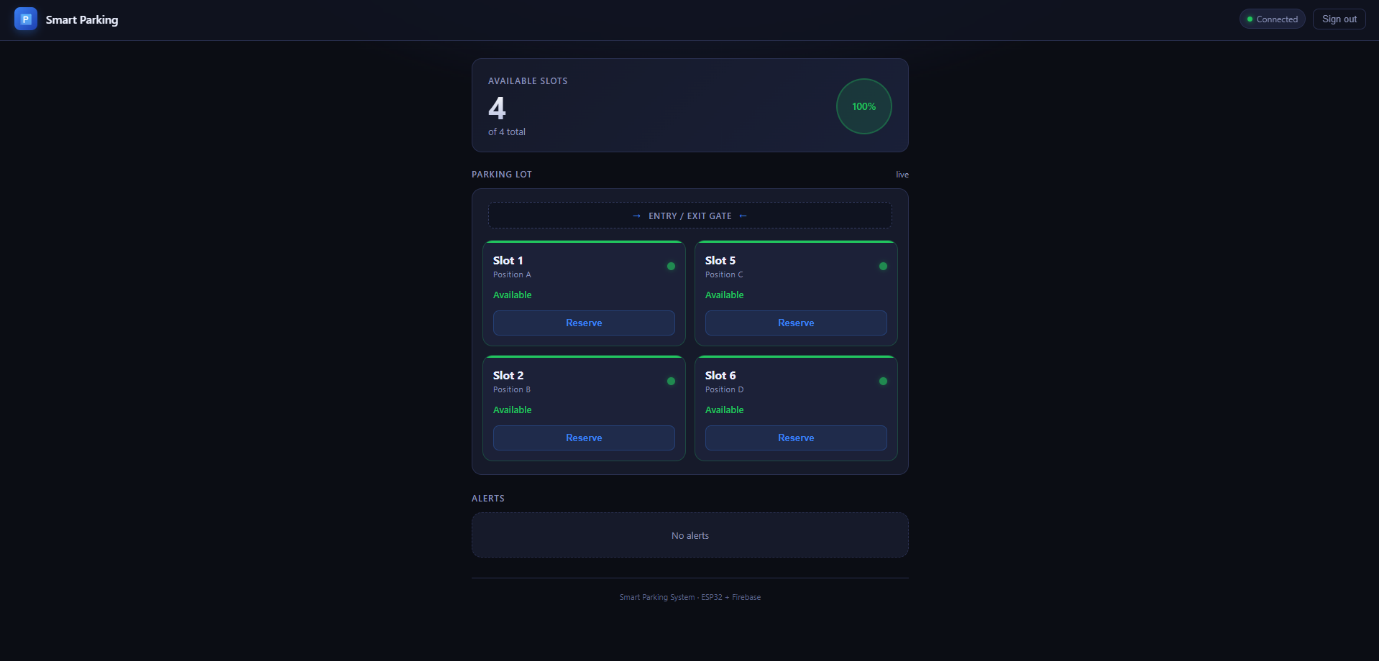 P Smart Parking
Connected
Sign out
AVAILABLE SLOTS
4
of 4 total
100%
PARKING LOT
live
→ ENTRY / EXIT GATE ←
Slot 1
Position A
Available
Reserve
Slot 5
Position C
Available
Reserve
Slot 2
Position B
Available
Reserve
Slot 6
Position D
Available
Reserve
ALERTS
No alerts
Smart Parking System · ESP32 + Firebase